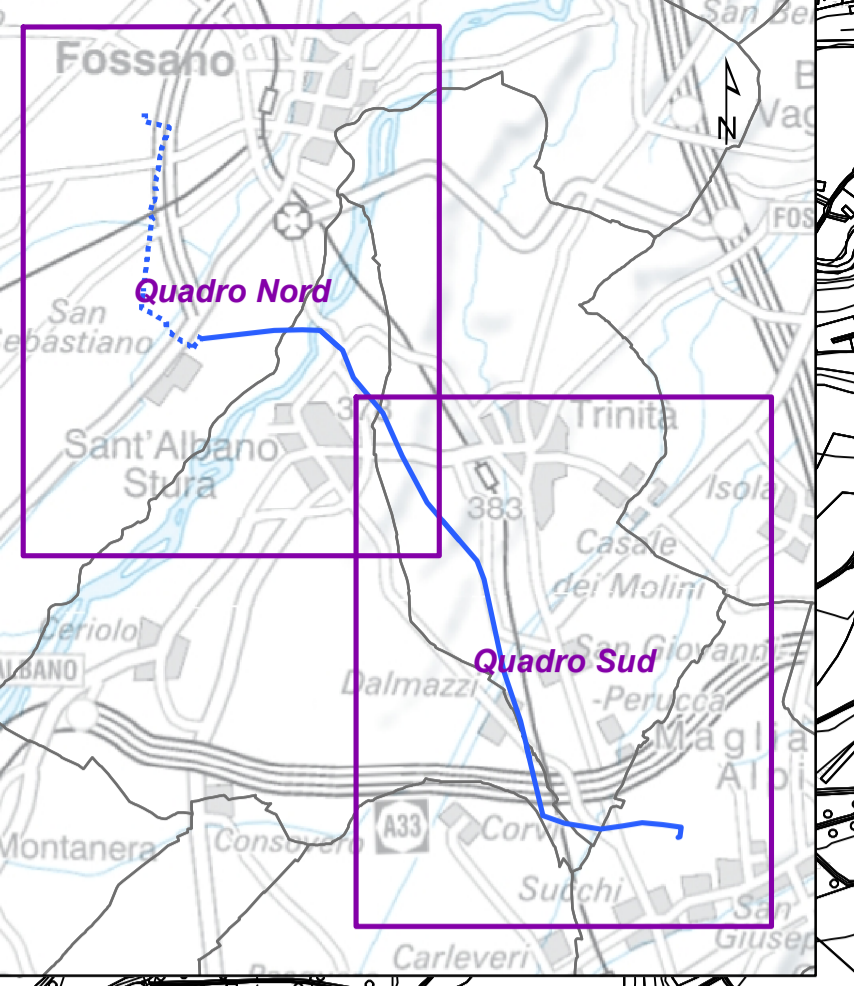 San Be
Fossano
B
Vag
N
FOS
Quadro Nord
San
Sebastiano
Trinità
Sant'Albano
Stura
Isola
383
Casale
dei Molini
Ceriolo
San Giovanni
Quadro Sud
ALBANO
Dalmazzi
-Perucca
Maglia
Alpi
A33
Corvi
Montanera
Consovero
Succhi
San
Giusep
Carleveri